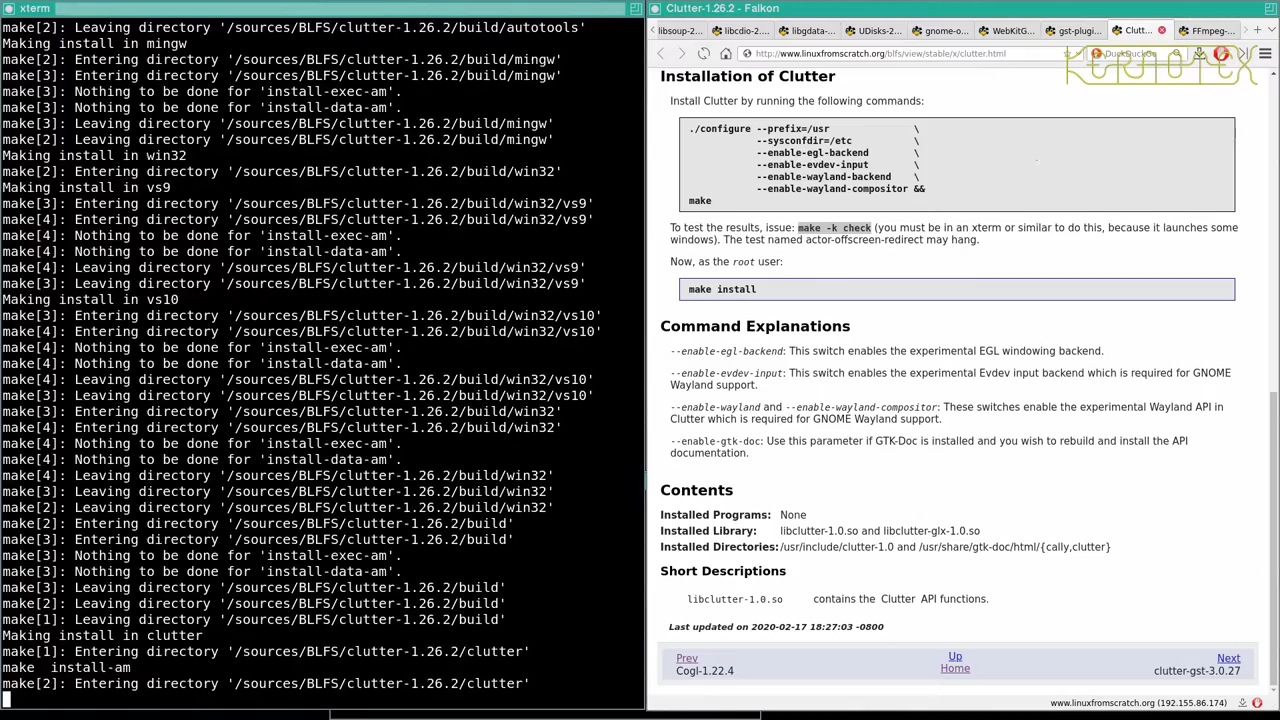 xterm
make[2]: Leaving directory '/sources/BLFS/clutter-1.26.2/build/autotools'
Making install in mingw
make[2]: Entering directory '/sources/BLFS/clutter-1.26.2/build/mingw'
make[3]: Entering directory '/sources/BLFS/clutter-1.26.2/build/mingw'
make[3]: Nothing to be done for 'install-exec-am'.
make[3]: Nothing to be done for 'install-data-am'.
make[3]: Leaving directory '/sources/BLFS/clutter-1.26.2/build/mingw'
make[2]: Leaving directory '/sources/BLFS/clutter-1.26.2/build/mingw'
Making install in win32
make[2]: Entering directory '/sources/BLFS/clutter-1.26.2/build/win32'
Making install in vs9
make[3]: Entering directory '/sources/BLFS/clutter-1.26.2/build/win32/vs9'
make[4]: Entering directory '/sources/BLFS/clutter-1.26.2/build/win32/vs9'
make[4]: Nothing to be done for 'install-exec-am'.
make[4]: Nothing to be done for 'install-data-am'.
make[4]: Leaving directory '/sources/BLFS/clutter-1.26.2/build/win32/vs9'
make[3]: Leaving directory '/sources/BLFS/clutter-1.26.2/build/win32/vs9'
Making install in vs10
make[3]: Entering directory '/sources/BLFS/clutter-1.26.2/build/win32/vs10'
make[4]: Entering directory '/sources/BLFS/clutter-1.26.2/build/win32/vs10'
make[4]: Nothing to be done for 'install-exec-am'.
make[4]: Nothing to be done for 'install-data-am'.
make[4]: Leaving directory '/sources/BLFS/clutter-1.26.2/build/win32/vs10'
make[3]: Leaving directory '/sources/BLFS/clutter-1.26.2/build/win32/vs10'
make[3]: Entering directory '/sources/BLFS/clutter-1.26.2/build/win32'
make[4]: Entering directory '/sources/BLFS/clutter-1.26.2/build/win32'
make[4]: Nothing to be done for 'install-exec-am'.
make[4]: Nothing to be done for 'install-data-am'.
make[4]: Leaving directory '/sources/BLFS/clutter-1.26.2/build/win32'
make[3]: Leaving directory '/sources/BLFS/clutter-1.26.2/build/win32'
make[2]: Leaving directory '/sources/BLFS/clutter-1.26.2/build/win32'
make[2]: Entering directory '/sources/BLFS/clutter-1.26.2/build'
make[3]: Entering directory '/sources/BLFS/clutter-1.26.2/build'
make[3]: Nothing to be done for 'install-exec-am'.
make[3]: Nothing to be done for 'install-data-am'.
make[3]: Leaving directory '/sources/BLFS/clutter-1.26.2/build'
make[2]: Leaving directory '/sources/BLFS/clutter-1.26.2/build'
make[1]: Leaving directory '/sources/BLFS/clutter-1.26.2/build'
Making install in clutter
make[1]: Entering directory '/sources/BLFS/clutter-1.26.2/clutter'
make  install-am
make[2]: Entering directory '/sources/BLFS/clutter-1.26.2/clutter'
Clutter-1.26.2 - Falkon
libsoup-2... libcdio-2.... libgdata-... UDisks-2... gnome-o... WebKitG... gst-plugin... Clutt... FFmpeg-...
http://www.linuxfromscratch.org/blfs/view/stable/x/clutter.html
DuckDuckGo
KERNOTEX
Installation of Clutter
Install Clutter by running the following commands:
./configure --prefix=/usr \
--sysconfdir=/etc \
--enable-egl-backend \
--enable-evdev-input \
--enable-wayland-backend \
--enable-wayland-compositor &&
make
To test the results, issue: make -k check (you must be in an xterm or similar to do this, because it launches some
windows). The test named actor-offscreen-redirect may hang.
Now, as the root user:
make install
Command Explanations
--enable-egl-backend: This switch enables the experimental EGL windowing backend.
--enable-evdev-input: This switch enables the experimental Evdev input backend which is required for GNOME
Wayland support.
--enable-wayland and --enable-wayland-compositor: These switches enable the experimental Wayland API in
Clutter which is required for GNOME Wayland support.
--enable-gtk-doc: Use this parameter if GTK-Doc is installed and you wish to rebuild and install the API
documentation.
Contents
Installed Programs: None
Installed Library: libclutter-1.0.so and libclutter-glx-1.0.so
Installed Directories: /usr/include/clutter-1.0 and /usr/share/gtk-doc/html/{cally,clutter}
Short Descriptions
libclutter-1.0.so contains the Clutter API functions.
Last updated on 2020-02-17 18:27:03 -0800
Prev Up Next
Cogl-1.22.4 Home clutter-gst-3.0.27
www.linuxfromscratch.org (192.155.86.174)